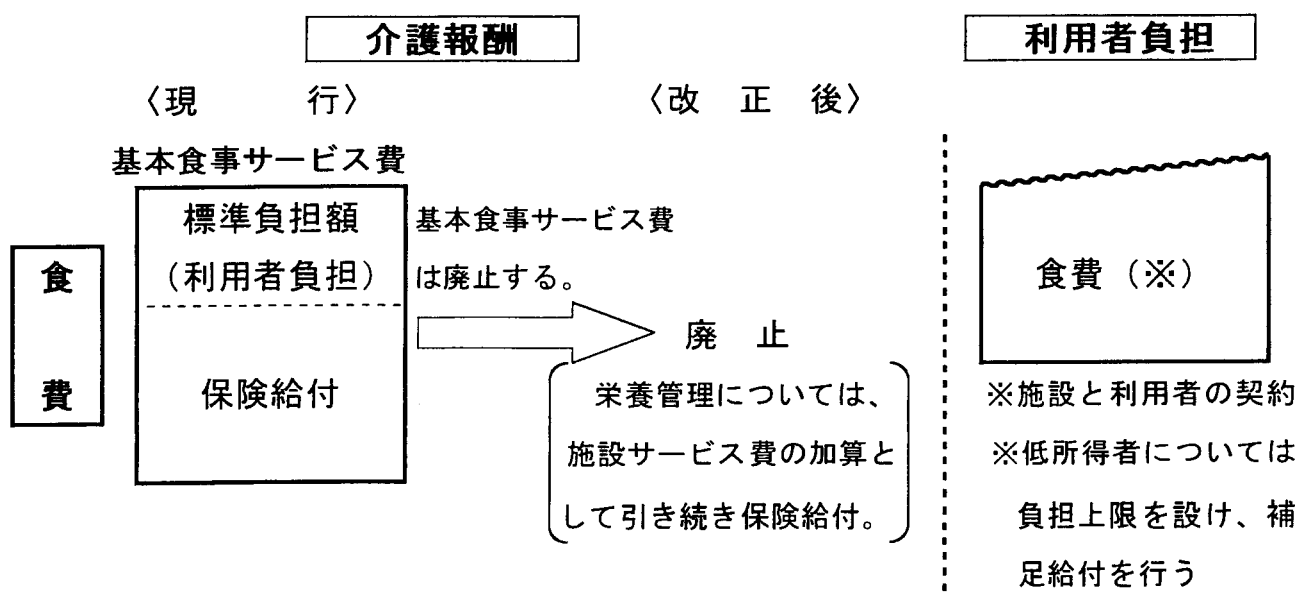 介護報酬
利用者負担
〈現 行〉
〈改 正 後〉
基本食事サービス費
標準負担額
(利用者負担)
保険給付
食
費
基本食事サービス費
は廃止する。
廃 止
栄養管理については、
施設サービス費の加算と
して引き続き保険給付。
食費(※)
※施設と利用者の契約
※低所得者については
負担上限を設け、補
足給付を行う